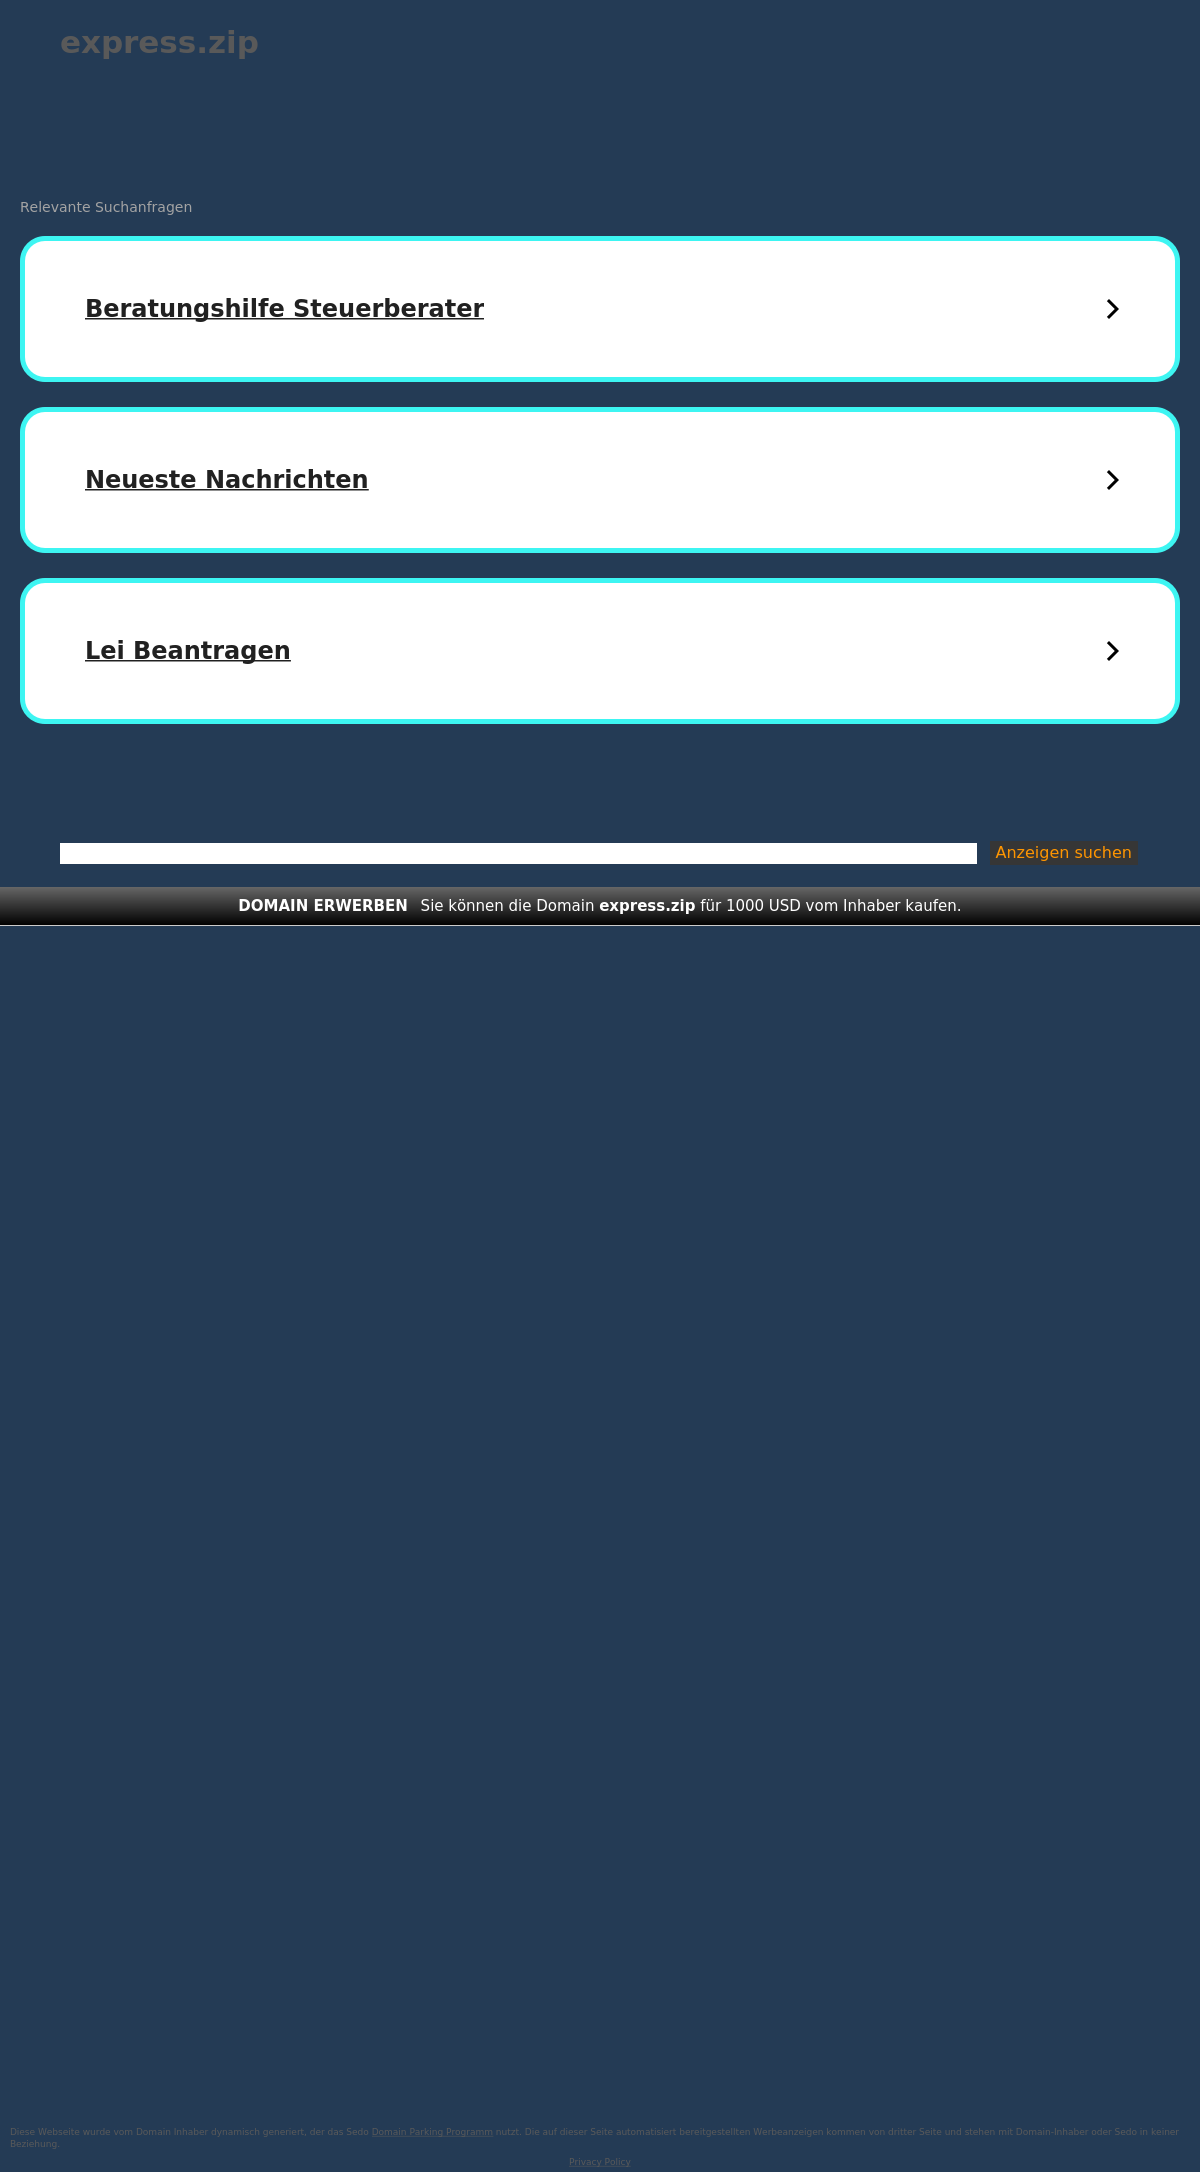 express.zip
Relevante Suchanfragen
Beratungshilfe Steuerberater
Neueste Nachrichten
Lei Beantragen
Anzeigen suchen
DOMAIN ERWERBEN Sie können die Domain express.zip für 1000 USD vom Inhaber kaufen.
Diese Webseite wurde vom Domain Inhaber dynamisch generiert, der das Sedo Domain Parking Programm nutzt. Die auf dieser Seite automatisiert bereitgestellten Werbeanzeigen kommen von dritter Seite und stehen mit Domain-Inhaber oder Sedo in keiner
Beziehung.
Privacy Policy